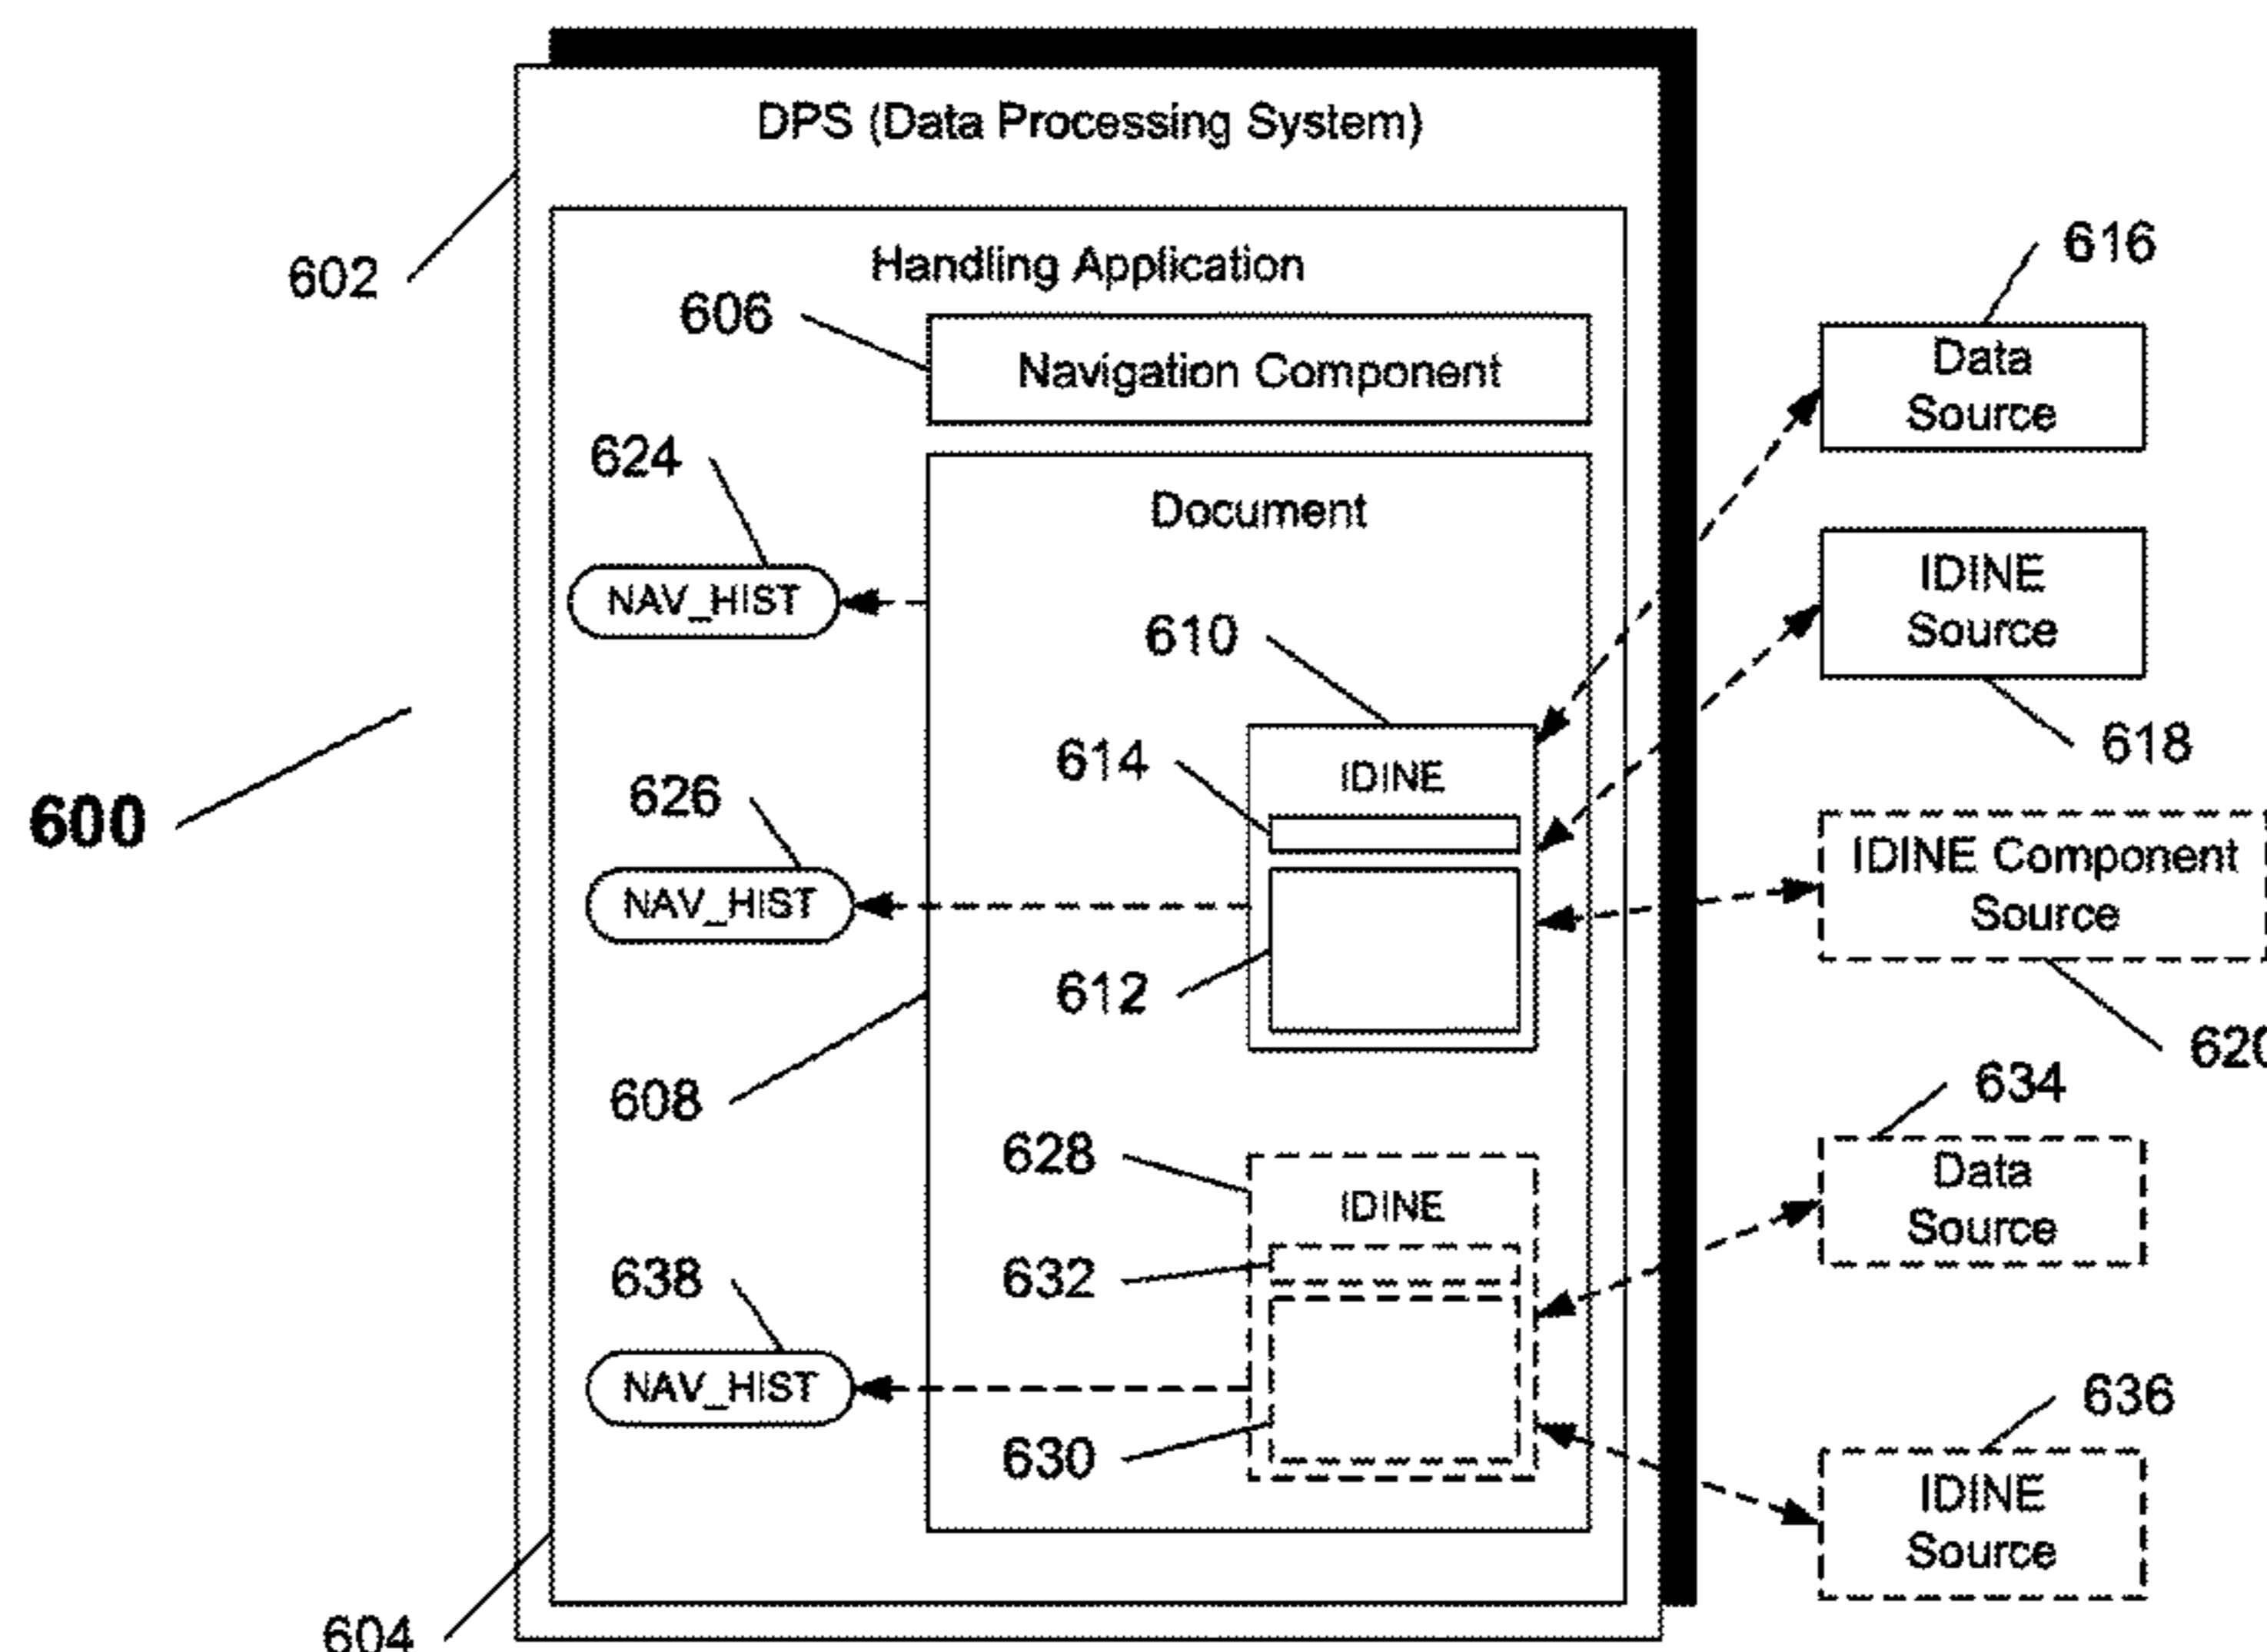 DPS (Data Processing System)
602
Handling Application
616
606
Navigation Component
Data
Source
624
Document
NAV_HIST
IDINE
Source
610
618
614
IDINE
626
600
IDINE Component
Source
NAV_HIST
612
620
608
634
628
Data
Source
IDINE
632
638
NAV_HIST
636
630
IDINE
Source
604